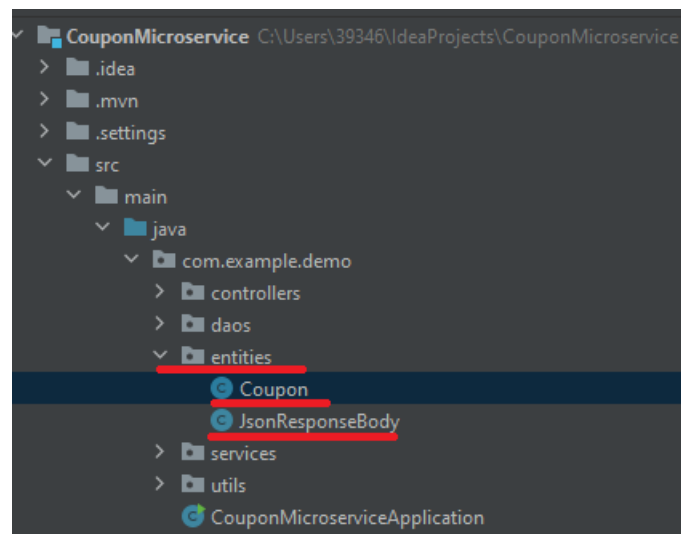 CouponMicroservice C:\Users\39346\IdeaProjects\CouponMicroservice
.idea
.mvn
.settings
src
main
java
com.example.demo
controllers
daos
entities
Coupon
JsonResponseBody
services
utils
CouponMicroserviceApplication